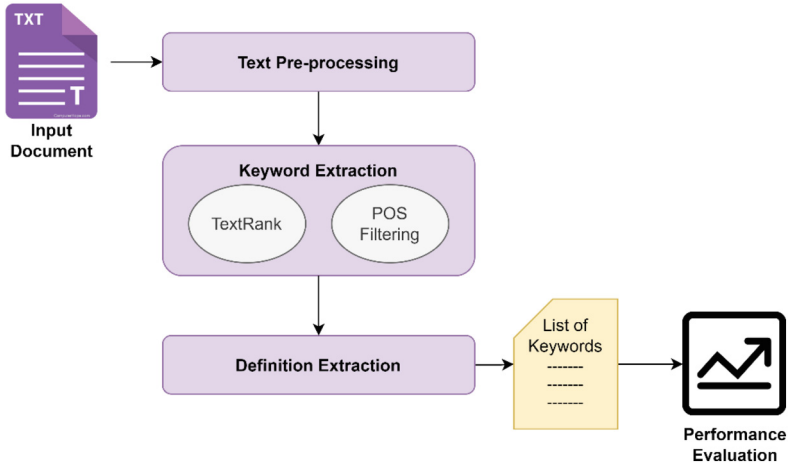 TXT
T
Input
Document
Text Pre-processing
Keyword Extraction
TextRank
POS
Filtering
Definition Extraction
List of
Keywords
-------
-------
-------
Performance
Evaluation